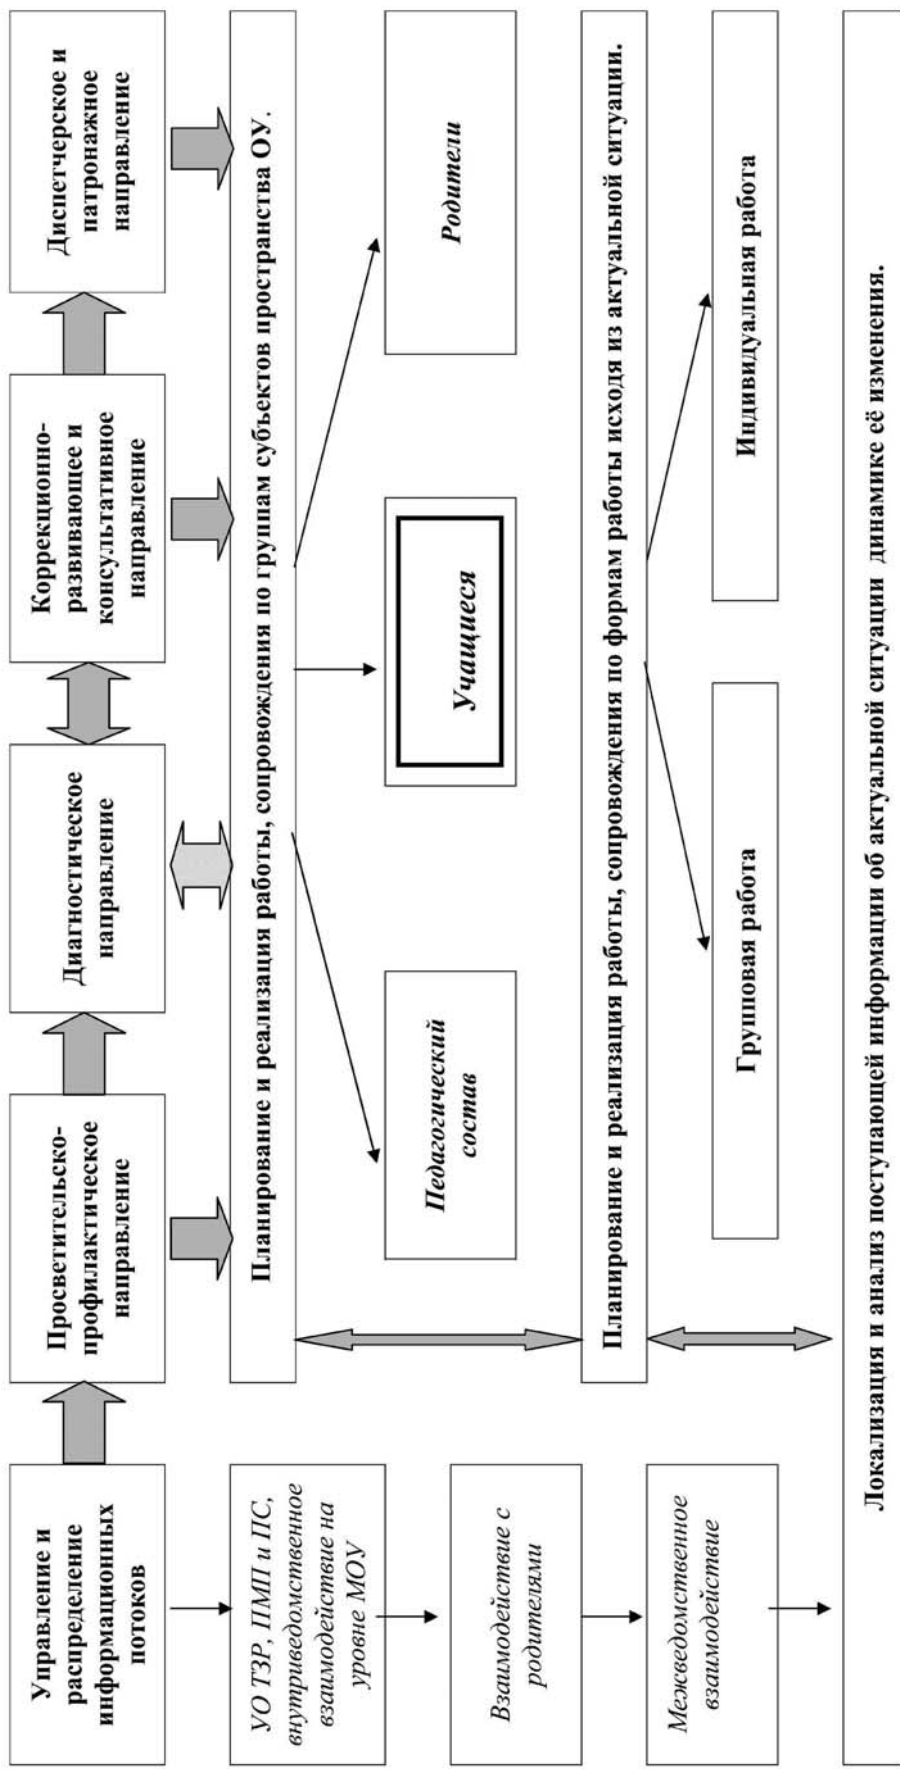 Управление и
распределение
информационных
потоков
Просветительско-
профилактическое
направление
Диагностическое
направление
Коррекционно-
развивающее и
консультативное
направление
Диспетчерское и
патронажное
направление
УО ТЗР, ПМП и ПС,
внутриведомственное
взаимодействие на
уровне МОУ
Планирование и реализация работы, сопровождения по группам субъектов пространства ОУ.
Педагогический
состав
Учащиеся
Родители
Взаимодействие с
родителями
Планирование и реализация работы, сопровождения по формам работы исходя из актуальной ситуации.
Межведомственное
взаимодействие
Групповая работа
Индивидуальная работа
Локализация и анализ поступающей информации об актуальной ситуации динамике её изменения.